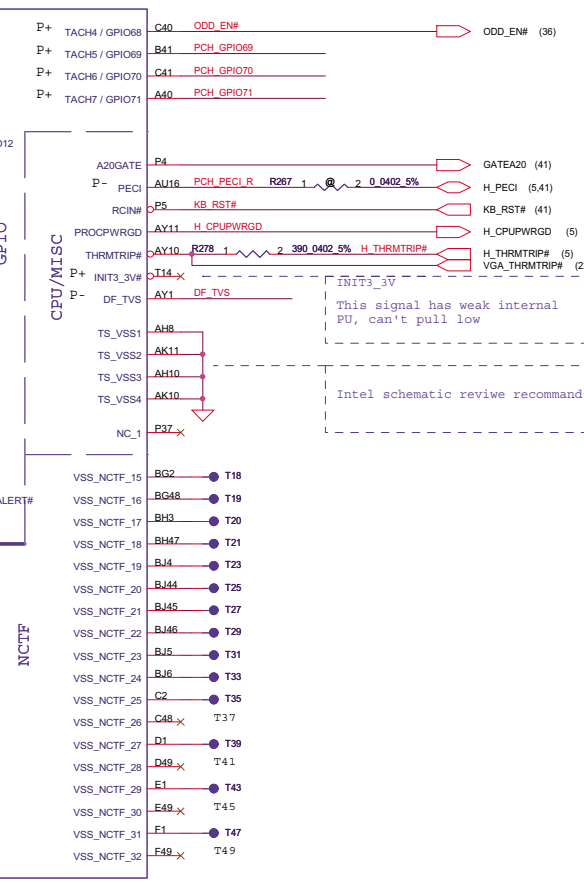 P+ TACH4 / GPIO68 C40 ODD_EN# ODD_EN# (36)
P+ TACH5 / GPIO69 B41 PCH_GPIO69
P+ TACH6 / GPIO70 C41 PCH_GPIO70
P+ TACH7 / GPIO71 A40 PCH_GPIO71
GPIO
CPU/MISC
A20GATE P4 GATEA20 (41)
P- PECI AU16 PCH_PECI_R R267 1 @ 2 0_0402_5% H_PECI (5,41)
RCIN# P5 KB_RST# KB_RST# (41)
PROCPWRGD AY11 H_CPUPWRGD H_CPUPWRGD (5)
THRMTRIP# AY10 R278 1 2 390_0402_5% H_THRMTRIP# H_THRMTRIP# (5)
VGA_THRMTRIP#
P+ INIT3_3V# T14
INIT3_3V
P- DF_TVS AY1 DF_TVS
This signal has weak internal
PU, can't pull low
TS_VSS1 AH8
TS_VSS2 AK11
TS_VSS3 AH10
TS_VSS4 AK10
Intel schematic reviwe recommand
NC_1 P37
NCTF
VSS_NCTF_15 BG2 T18
VSS_NCTF_16 BG48 T19
VSS_NCTF_17 BH3 T20
VSS_NCTF_18 BH47 T21
VSS_NCTF_19 BJ4 T23
VSS_NCTF_20 BJ44 T25
VSS_NCTF_21 BJ45 T27
VSS_NCTF_22 BJ46 T29
VSS_NCTF_23 BJ5 T31
VSS_NCTF_24 BJ6 T33
VSS_NCTF_25 C2 T35
VSS_NCTF_26 C48 T37
VSS_NCTF_27 D1 T39
VSS_NCTF_28 D49 T41
VSS_NCTF_29 E1 T43
VSS_NCTF_30 E49 T45
VSS_NCTF_31 F1 T47
VSS_NCTF_32 F49 T49